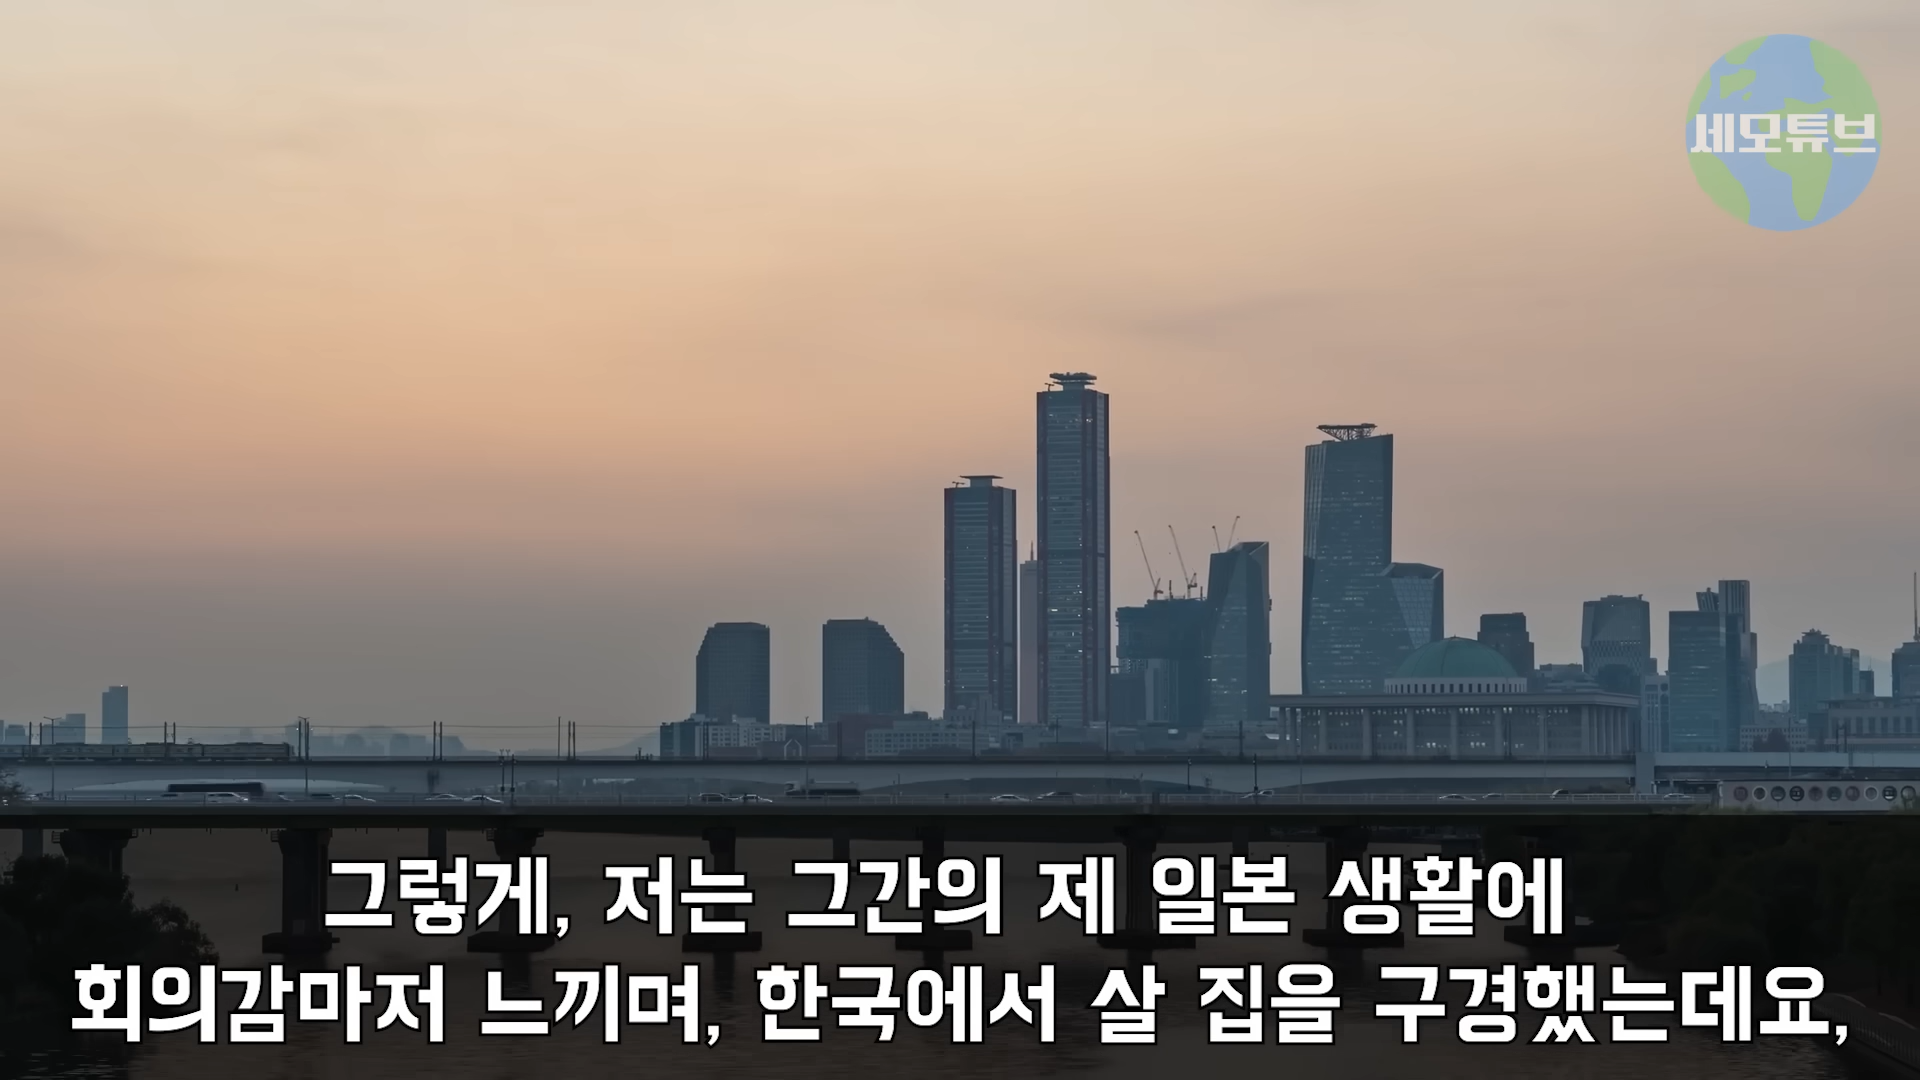 세모튜브
그렇게, 저는 그간의 제 일본 생활에
회의감마저 느끼며, 한국에서 살 집을 구경했는데요,